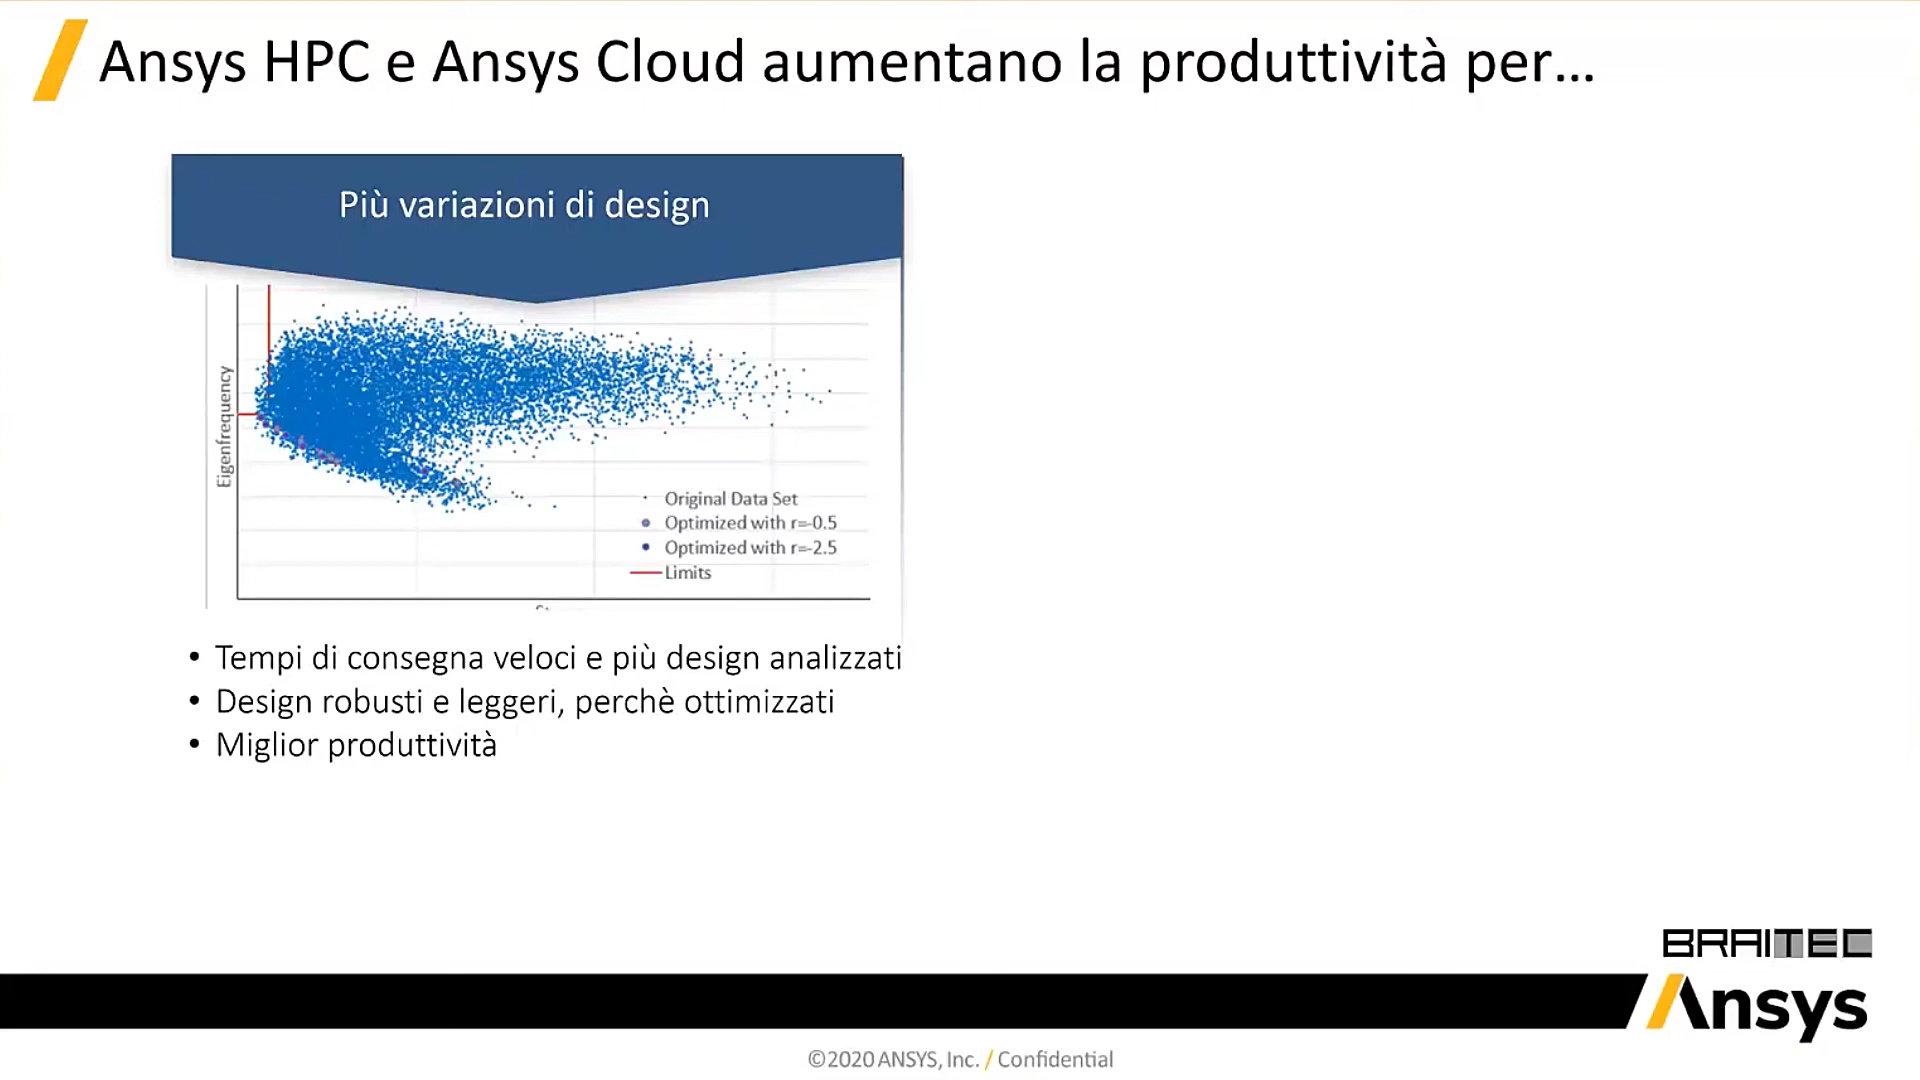 Ansys HPC e Ansys Cloud aumentano la produttività per...
Più variazioni di design
Eigenfrequency
Original Data Set
Optimized with r=-0.5
Optimized with r=-2.5
Limits
• Tempi di consegna veloci e più design analizzati
• Design robusti e leggeri, perchè ottimizzati
• Miglior produttività
BRAITEC
Ansys
©2020 ANSYS, Inc. / Confidential